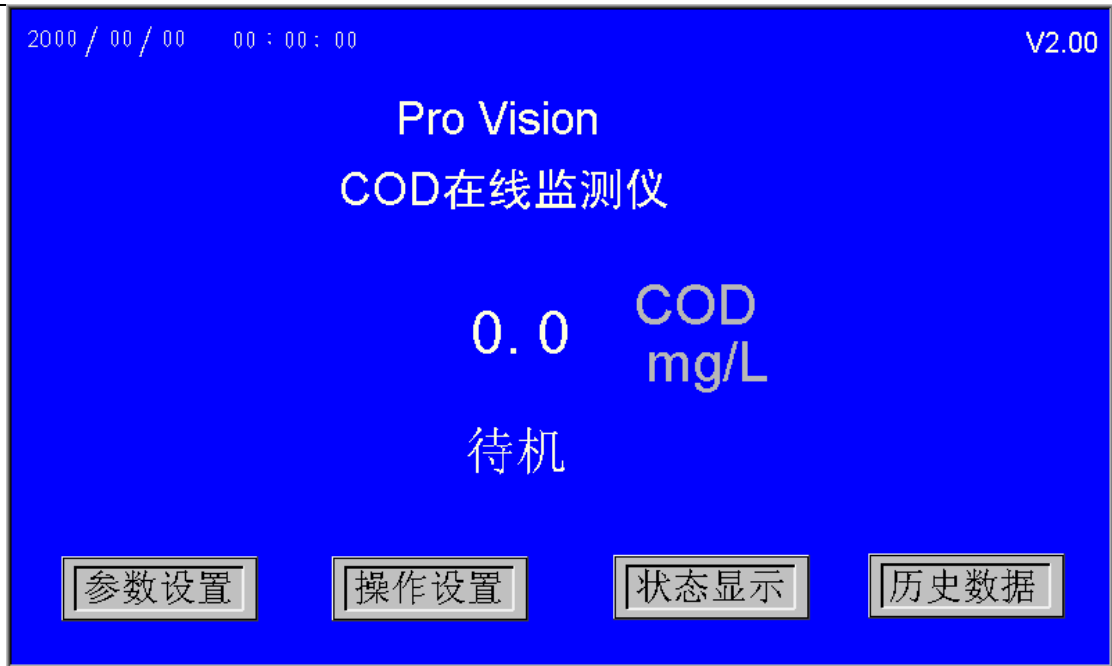 2000 / 00 / 00 00 : 00 : 00 V2.00
Pro Vision
COD在线监测仪
0. 0 COD
mg/L
待机
参数设置 操作设置 状态显示 历史数据